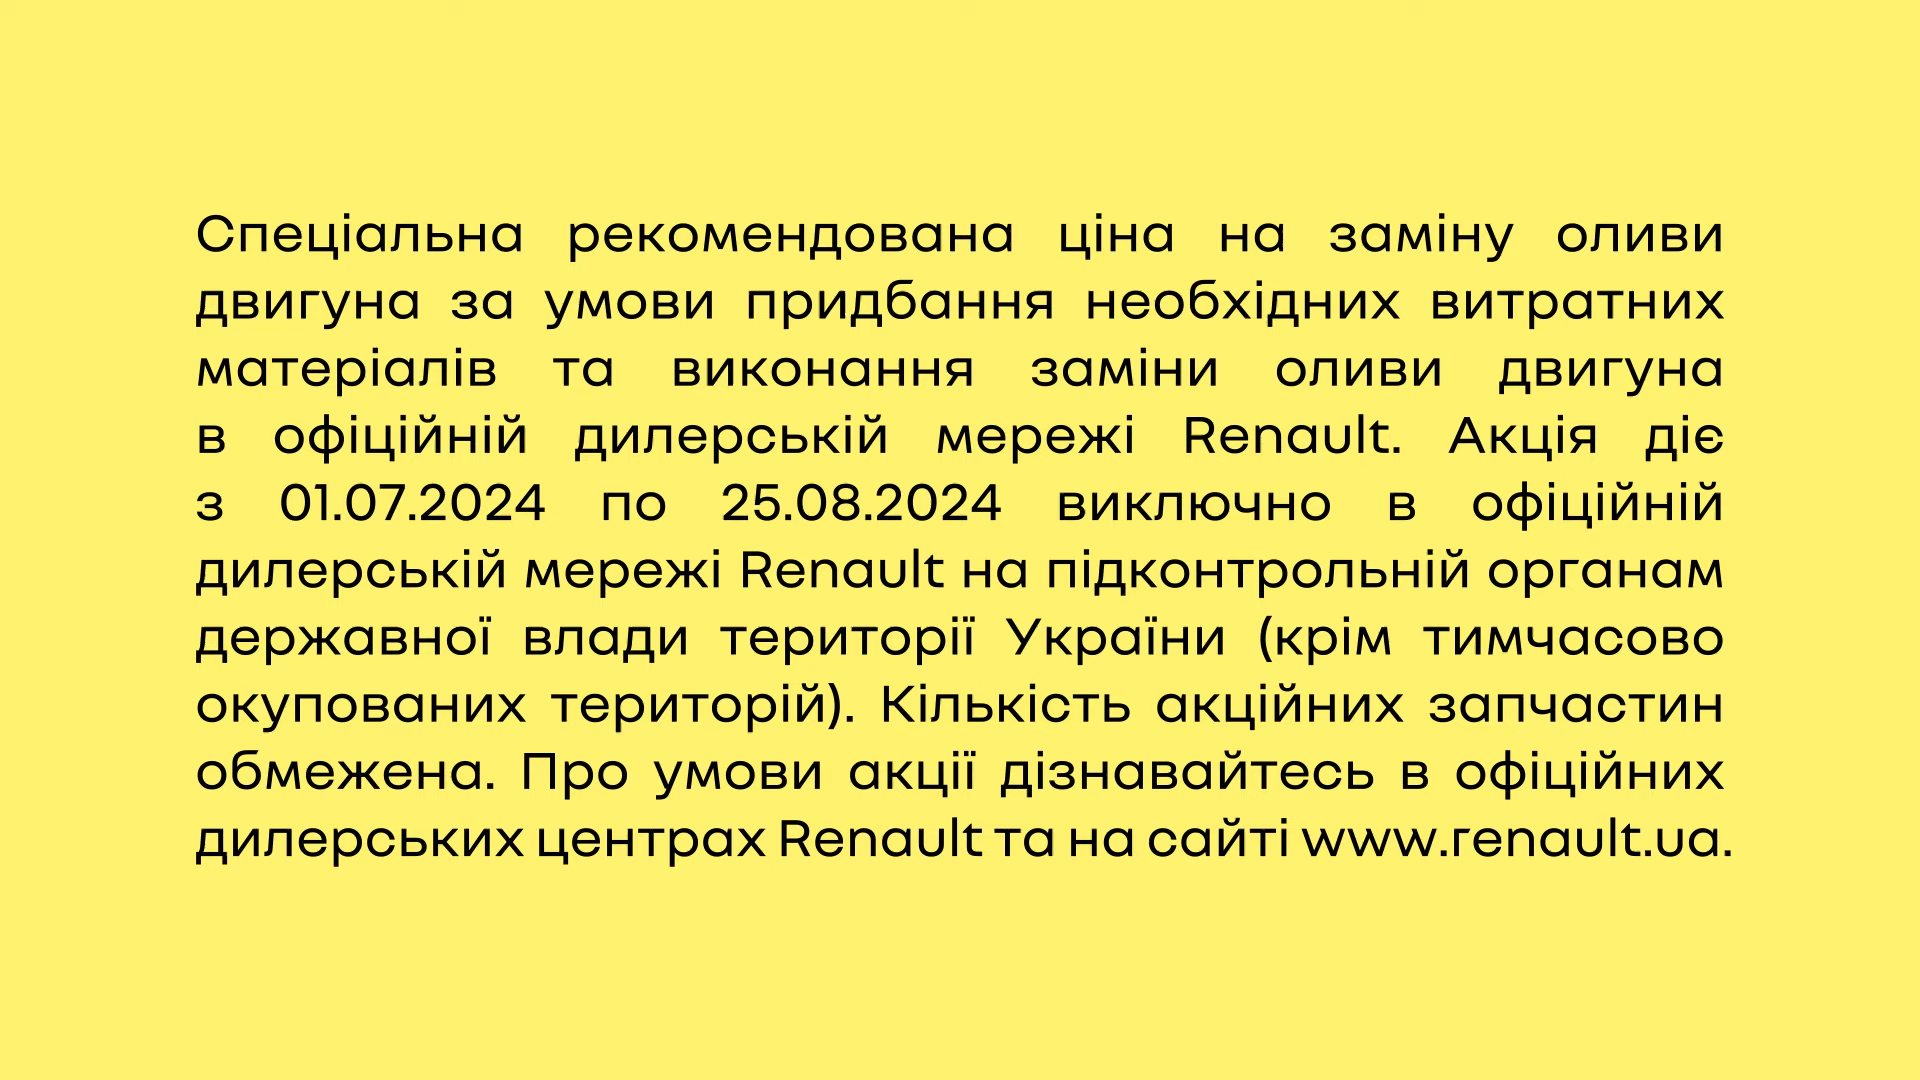 Спеціальна рекомендована ціна на заміну оливи
двигуна за умови придбання необхідних витратних
матеріалів та виконання заміни оливи двигуна
в офіційній дилерській мережі Renault. Акція діє
з 01.07.2024 по 25.08.2024 виключно в офіційній
дилерській мережі Renault на підконтрольній органам
державної влади території України (крім тимчасово
окупованих територій). Кількість акційних запчастин
обмежена. Про умови акції дізнавайтесь в офіційних
дилерських центрах Renault та на сайті www.renault.ua.